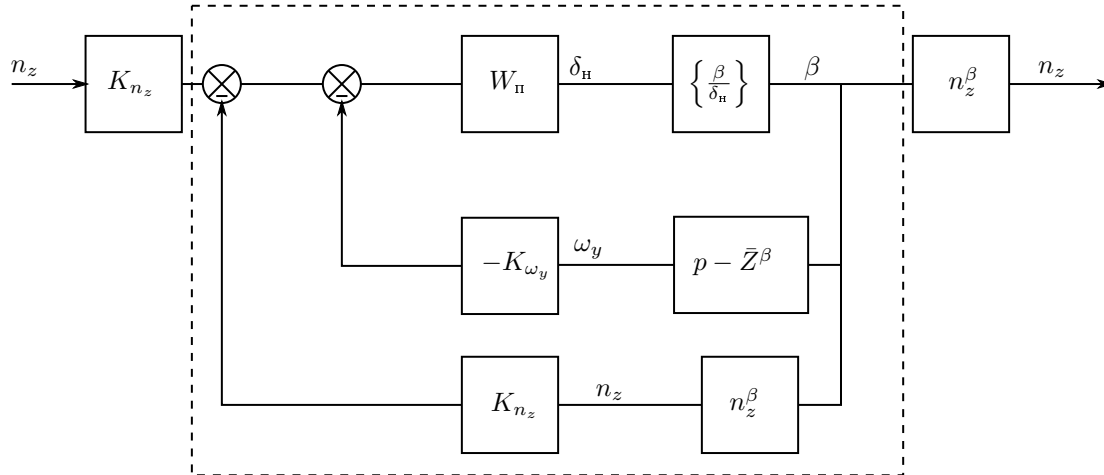 n_z
K_{n_z}
-
-
W_п
δ_н
{β/δ_н}
β
n_z^β
n_z
-K_{ω_y}
ω_y
p - Z̄^β
K_{n_z}
n_z
n_z^β